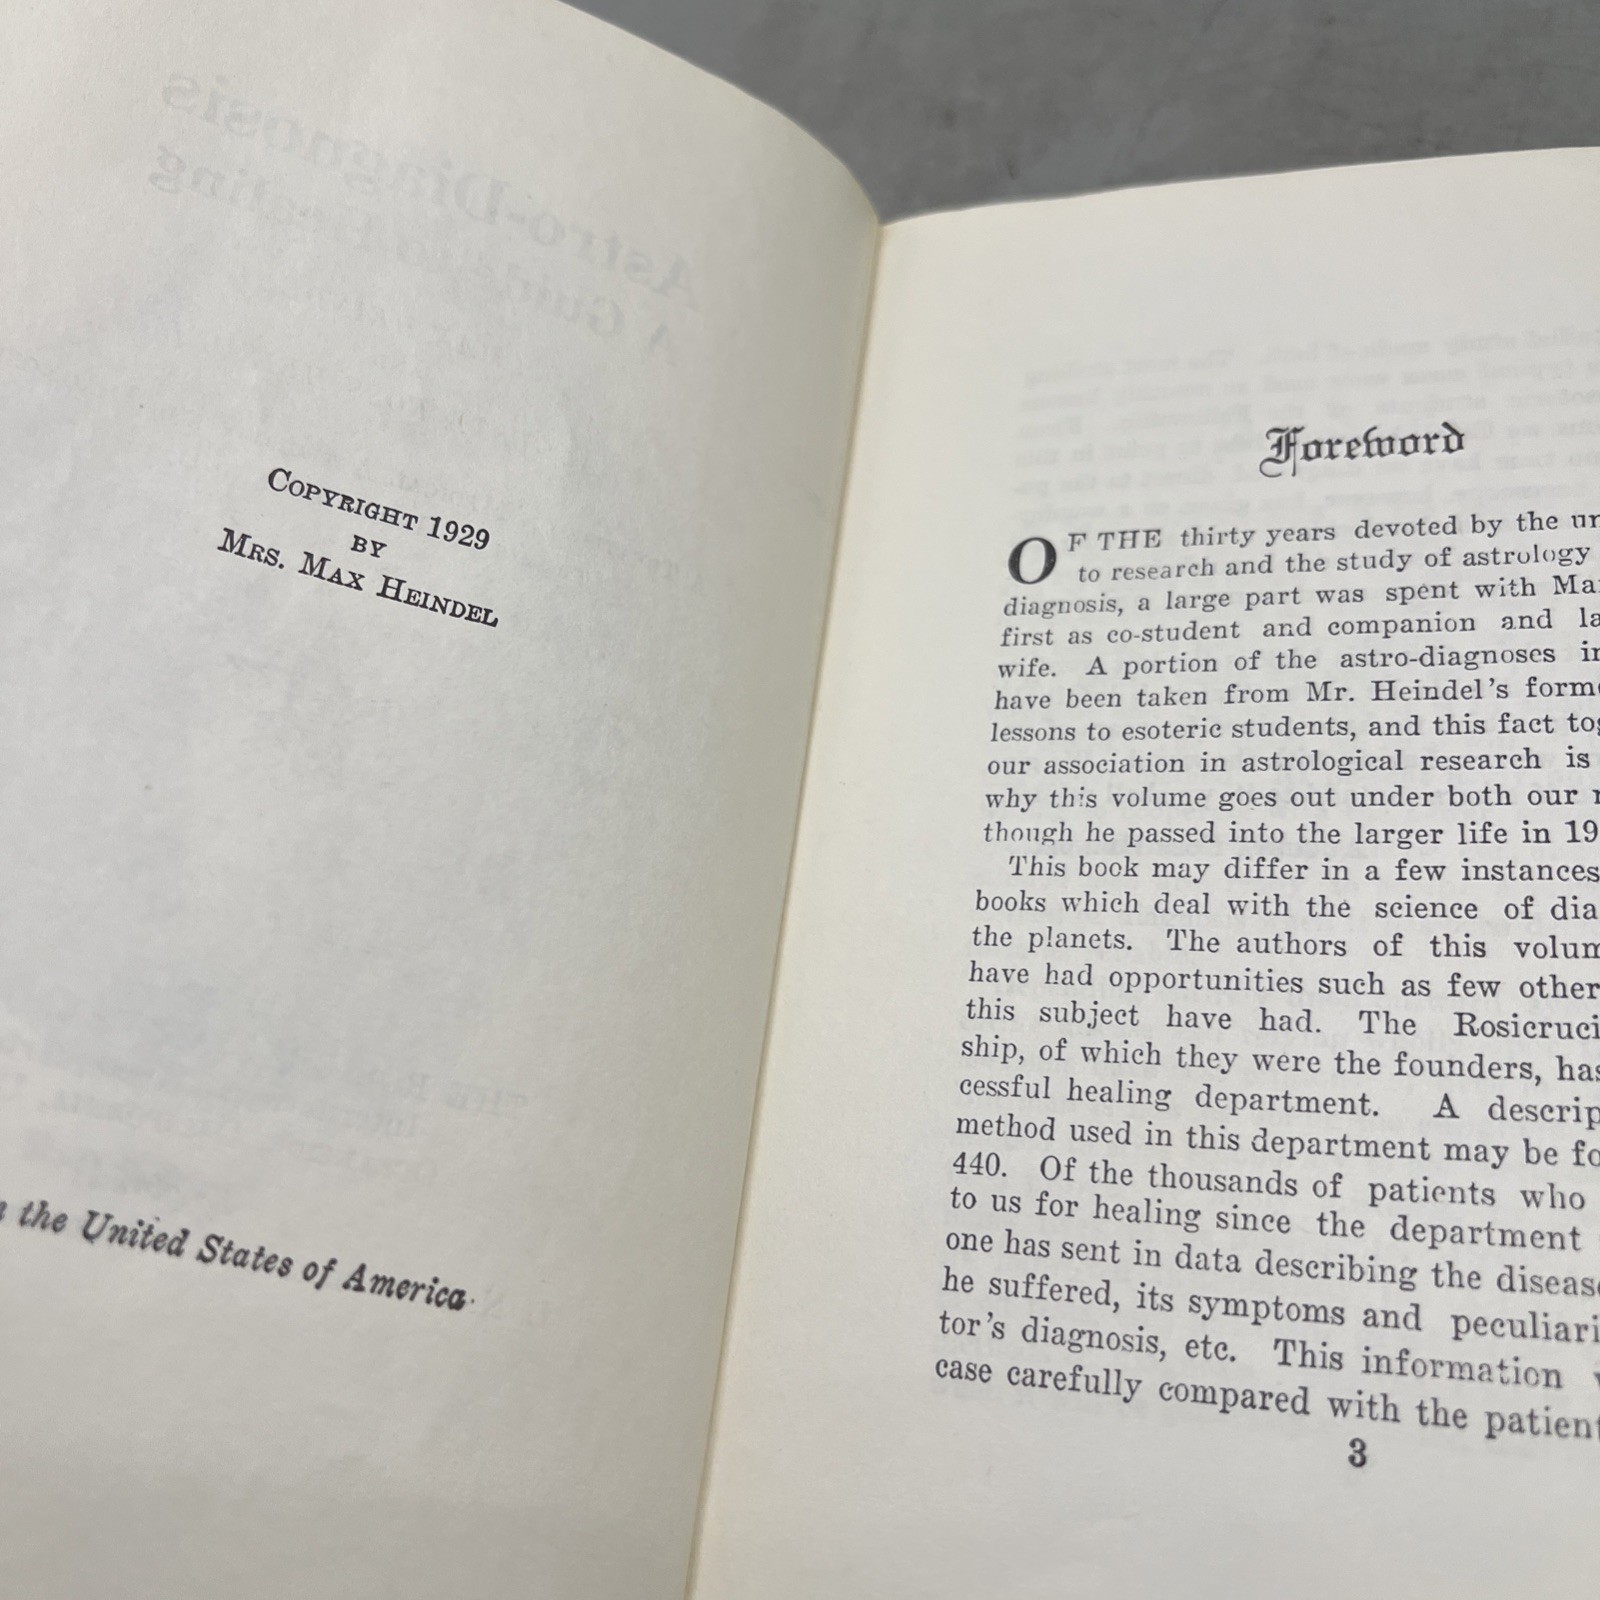 COPYRIGHT 1929
BY
MRS. MAX HEINDEL
the United States of America
Foreword
OF THE thirty years devoted by the
to research and the study of astrology
diagnosis, a large part was spent with
first as co-student and companion and
wife. A portion of the astro-diagnoses
have been taken from Mr. Heindel's
lessons to esoteric students, and this fact
our association in astrological research is
why this volume goes out under both our
though he passed into the larger life in
This book may differ in a few instances
books which deal with the science of
the planets. The authors of this
have had opportunities such as few
this subject have had. The
ship, of which they were the founders,
cessful healing department. A
method used in this department may be
440. Of the thousands of patients who
to us for healing since the department
one has sent in data describing the
he suffered, its symptoms and
tor's diagnosis, etc. This information
case carefully compared with the
3